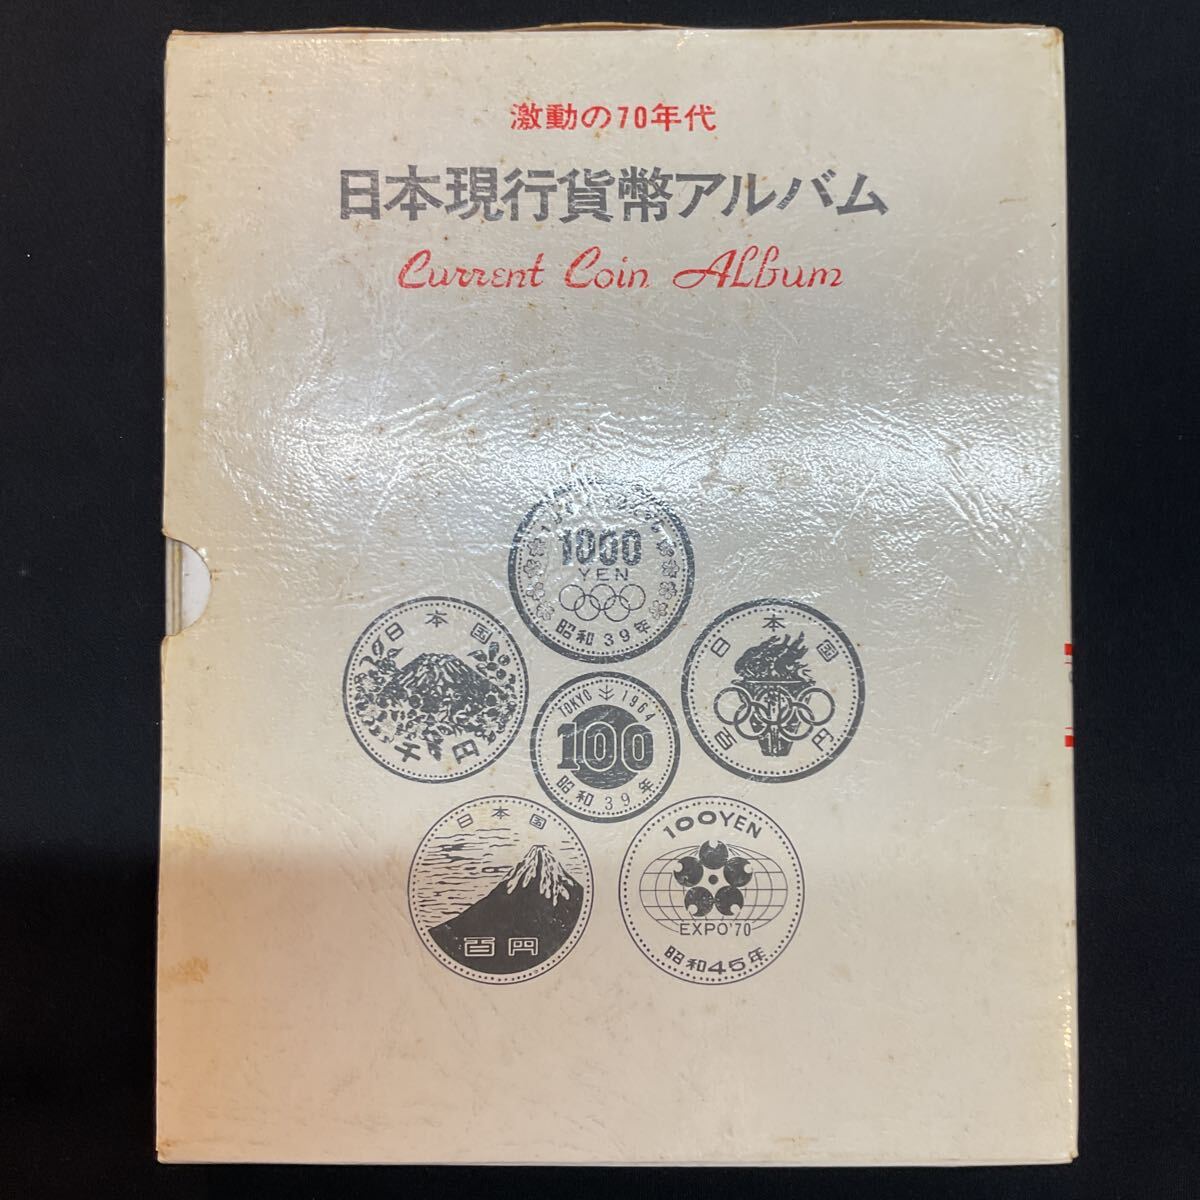 激動の70年代
日本現行貨幣アルバム
Current Coin Album
1000
YEN
昭和39年
日本国
千円
日本国
百円
TOKYO 1964
100
昭和39年
日本国
百円
100YEN
EXPO'70
昭和45年